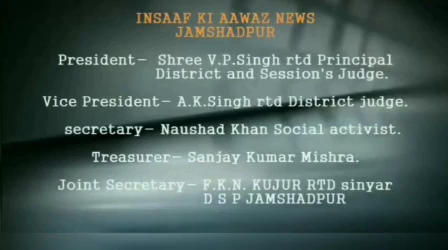 INSAAF KI AAWAZ NEWS
JAMSHADPUR
President– Shree V.P.Singh rtd Principal
District and Session's Judge.
Vice President– A.K.Singh rtd District judge.
secretary– Naushad Khan Social activist.
Treasurer– Sanjay Kumar Mishra.
Joint Secretary– F.K.N. KUJUR RTD sinyar
D S P JAMSHADPUR